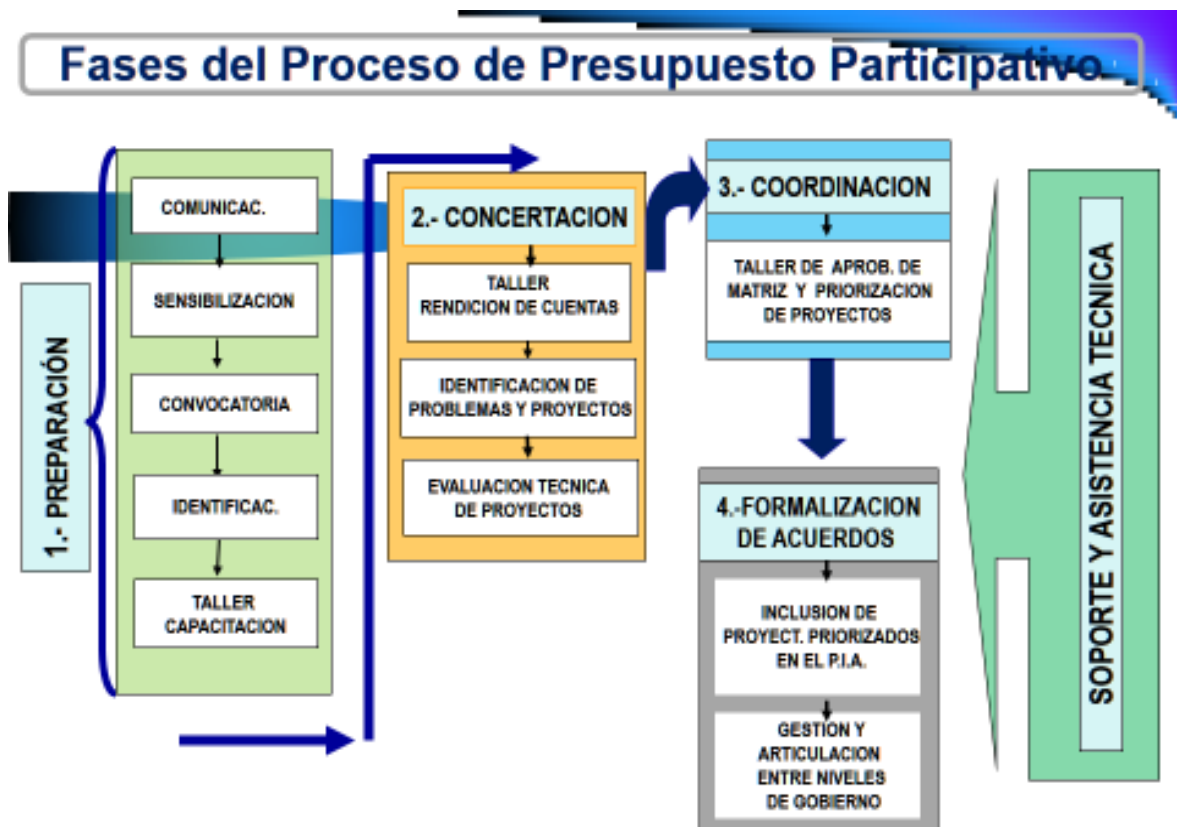 Fases del Proceso de Presupuesto Participativo
1.- PREPARACIÓN
COMUNICAC.
SENSIBILIZACION
CONVOCATORIA
IDENTIFICAC.
TALLER
CAPACITACION
2.- CONCERTACION
TALLER
RENDICION DE CUENTAS
IDENTIFICACION DE
PROBLEMAS Y PROYECTOS
EVALUACION TECNICA
DE PROYECTOS
3.- COORDINACION
TALLER DE APROB. DE
MATRIZ Y PRIORIZACION
DE PROYECTOS
4.-FORMALIZACION
DE ACUERDOS
INCLUSION DE
PROYECT. PRIORIZADOS
EN EL P.I.A.
GESTION Y
ARTICULACION
ENTRE NIVELES
DE GOBIERNO
SOPORTE Y ASISTENCIA TECNICA